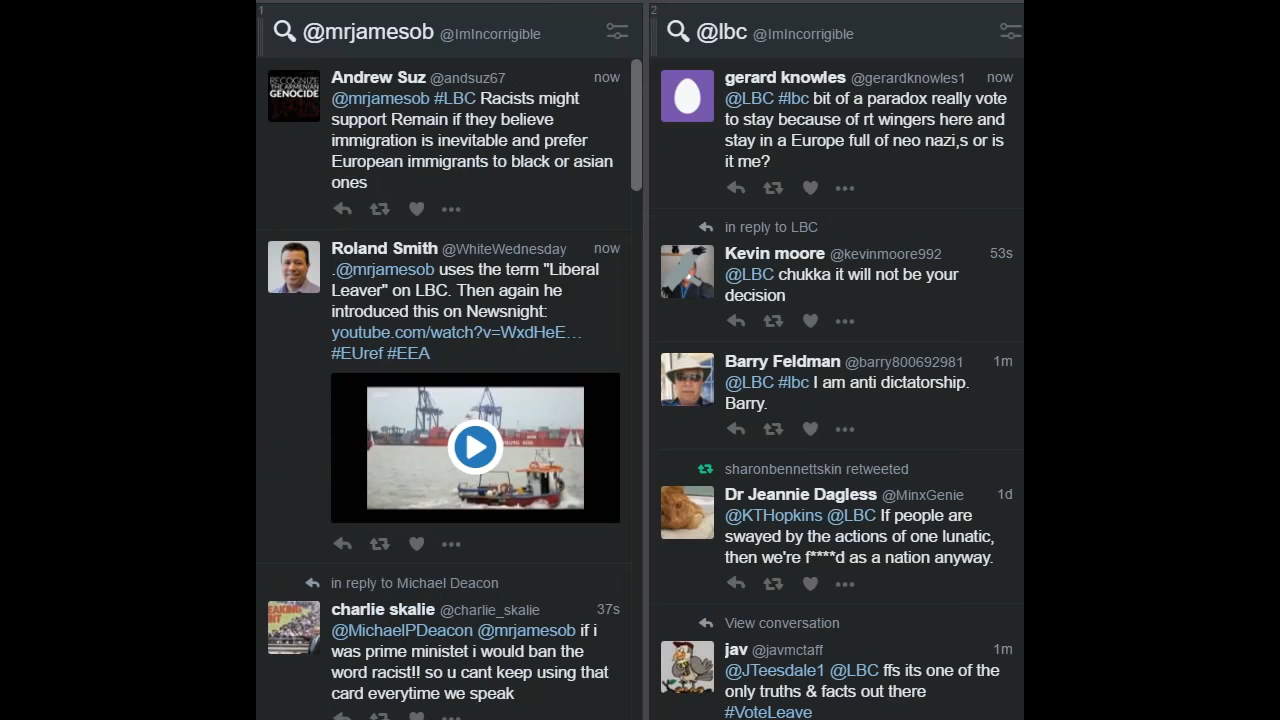 1
@mrjamesob @ImIncorrigible
Andrew Suz @andsuz67 now
@mrjamesob #LBC Racists might
support Remain if they believe
immigration is inevitable and prefer
European immigrants to black or asian
ones
RECOGNIZE
THE ARMENIAN
GENOCIDE
Roland Smith @WhiteWednesday now
.@mrjamesob uses the term "Liberal
Leaver" on LBC. Then again he
introduced this on Newsnight:
youtube.com/watch?v=WxdHeE…
#EUref #EEA
in reply to Michael Deacon
charlie skalie @charlie_skalie 37s
@MichaelPDeacon @mrjamesob if i
was prime ministet i would ban the
word racist!! so u cant keep using that
card everytime we speak
2
@lbc @ImIncorrigible
gerard knowles @gerardknowles1 now
@LBC #lbc bit of a paradox really vote
to stay because of rt wingers here and
stay in a Europe full of neo nazi,s or is
it me?
in reply to LBC
Kevin moore @kevinmoore992 53s
@LBC chukka it will not be your
decision
Barry Feldman @barry800692981 1m
@LBC #lbc I am anti dictatorship.
Barry.
sharonbennettskin retweeted
Dr Jeannie Dagless @MinxGenie 1d
@KTHopkins @LBC If people are
swayed by the actions of one lunatic,
then we're f****d as a nation anyway.
View conversation
jav @javmctaff 1m
@JTeesdale1 @LBC ffs its one of the
only truths & facts out there
#VoteLeave